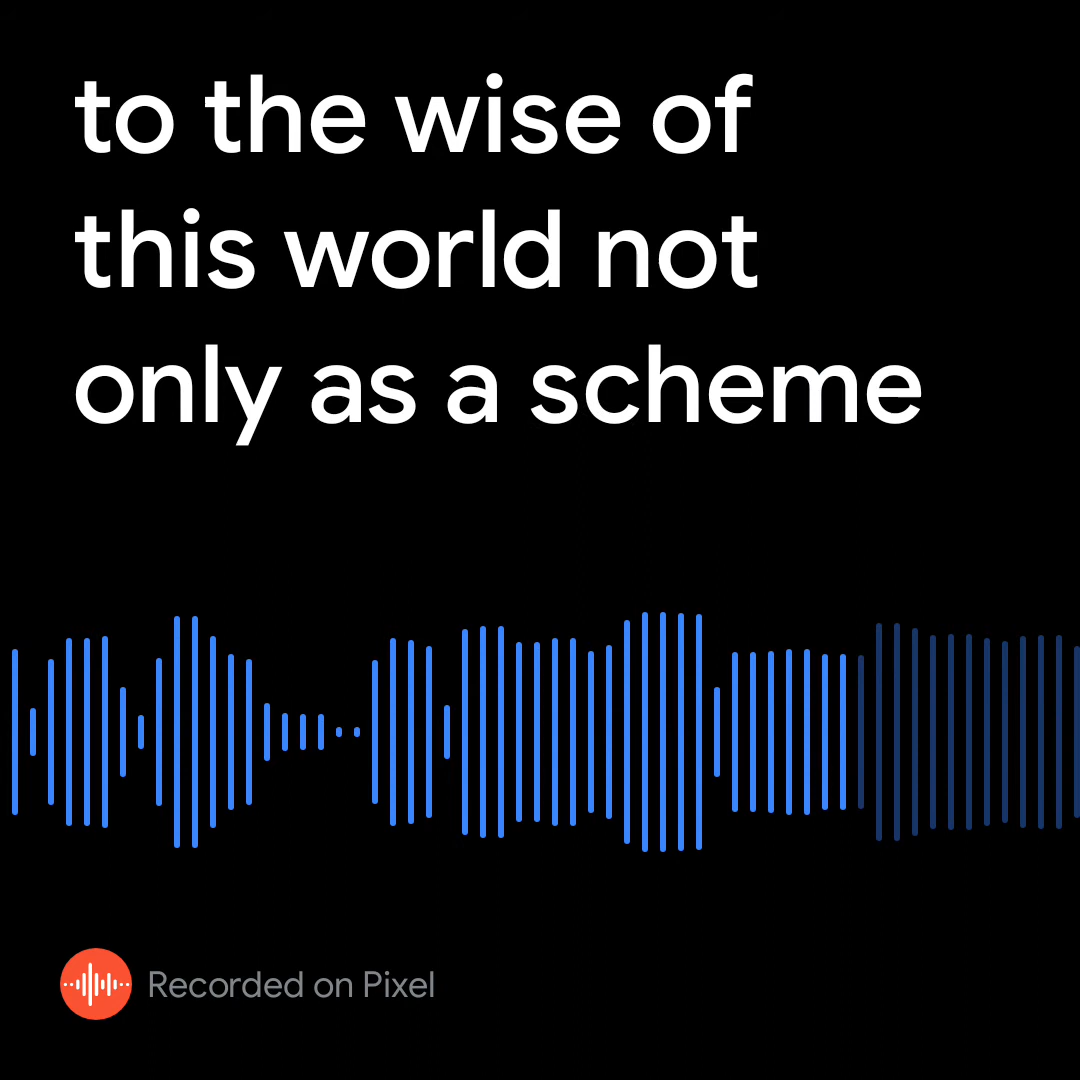 to the wise of
this world not
only as a scheme
Recorded on Pixel